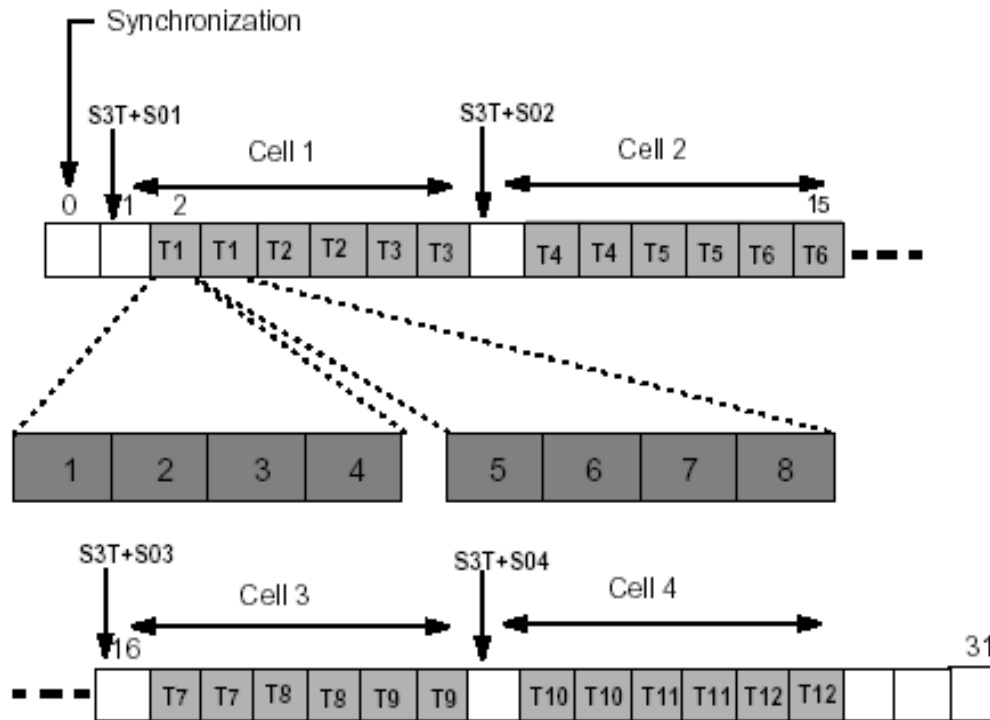 Synchronization
S3T+S01
S3T+S02
Cell 1
Cell 2
0 1 2 15
T1 T1 T2 T2 T3 T3 T4 T4 T5 T5 T6 T6
1 2 3 4 5 6 7 8
S3T+S03
S3T+S04
Cell 3
Cell 4
16 31
T7 T7 T8 T8 T9 T9 T10 T10 T11 T11 T12 T12